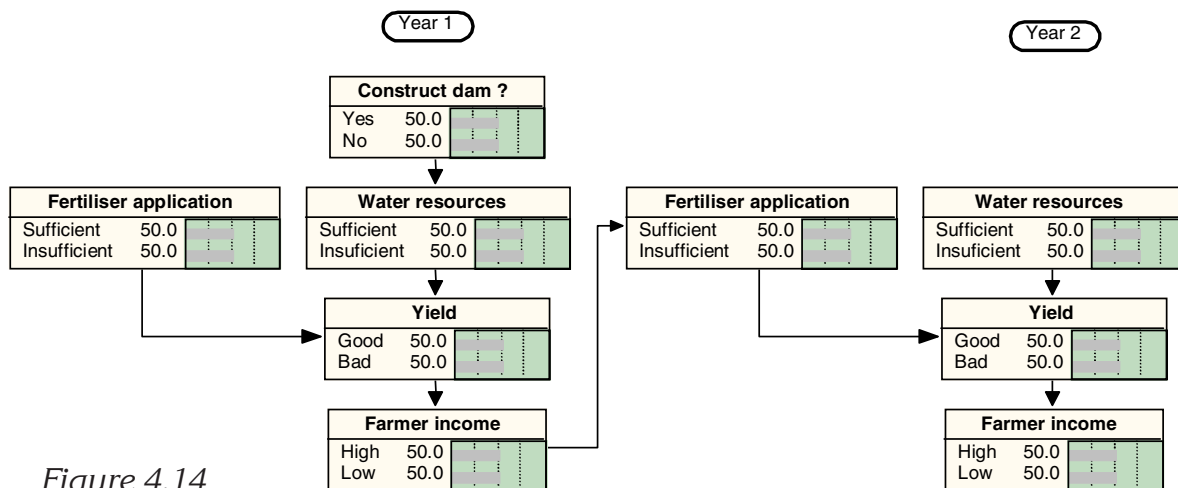 Year 1
Year 2
Construct dam ?
Yes 50.0
No 50.0
Fertiliser application
Sufficient 50.0
Insufficient 50.0
Water resources
Sufficient 50.0
Insuficient 50.0
Fertiliser application
Sufficient 50.0
Insufficient 50.0
Water resources
Sufficient 50.0
Insuficient 50.0
Yield
Good 50.0
Bad 50.0
Yield
Good 50.0
Bad 50.0
Farmer income
High 50.0
Low 50.0
Farmer income
High 50.0
Low 50.0
Figure 4.14